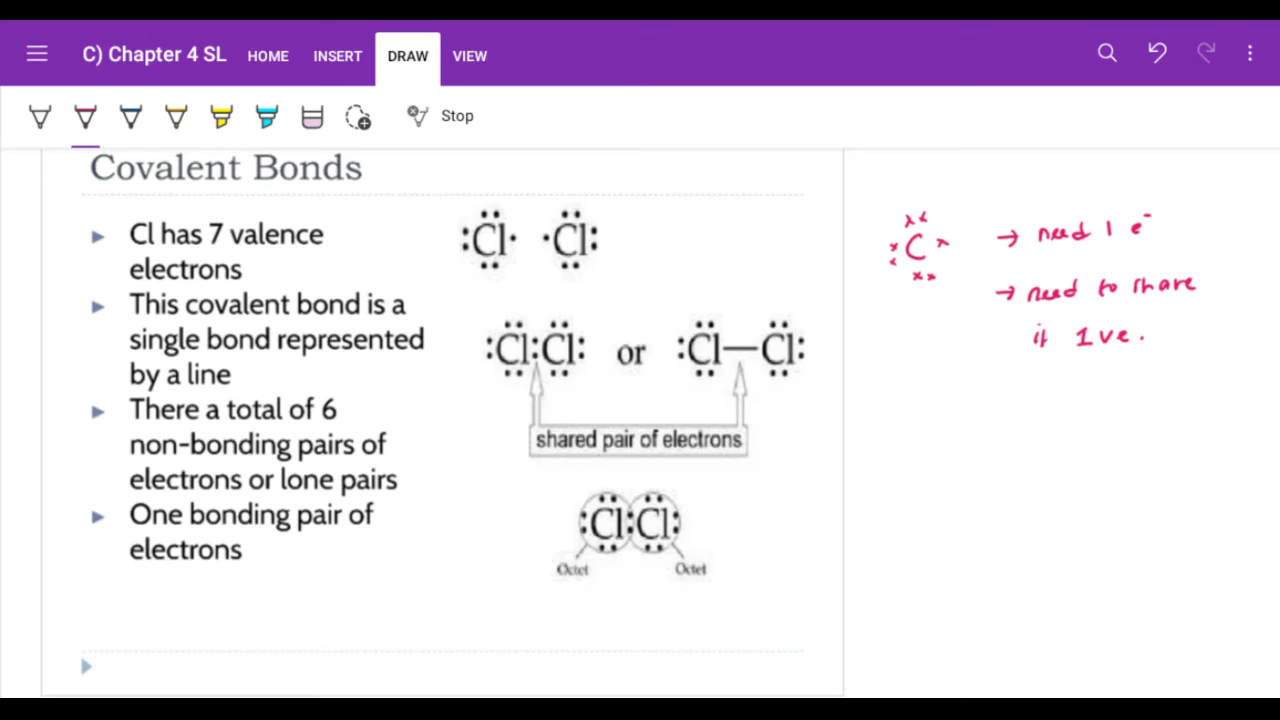 C) Chapter 4 SL HOME INSERT DRAW VIEW
Stop
Covalent Bonds
Cl has 7 valence
electrons
This covalent bond is a
single bond represented
by a line
There a total of 6
non-bonding pairs of
electrons or lone pairs
One bonding pair of
electrons
:Cl· ·Cl:
:Cl:Cl: or :Cl—Cl:
shared pair of electrons
:Cl:Cl:
Octet Octet
C → need 1 e⁻
→ need to share
it 1 ve.